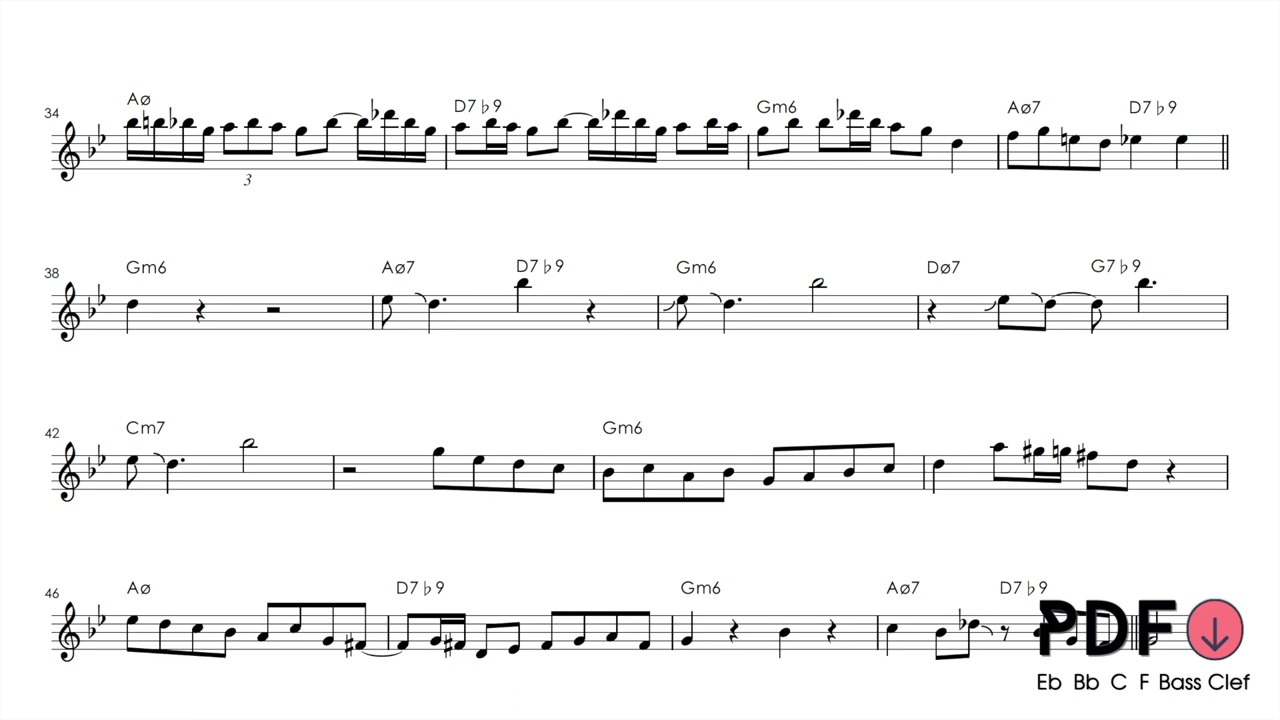 34 Aø D7♭9 Gm6 Aø7 D7♭9
3
38 Gm6 Aø7 D7♭9 Gm6 Dø7 G7♭9
42 Cm7 Gm6
46 Aø D7♭9 Gm6 Aø7 D7♭9
PDF
Eb Bb C F Bass Clef